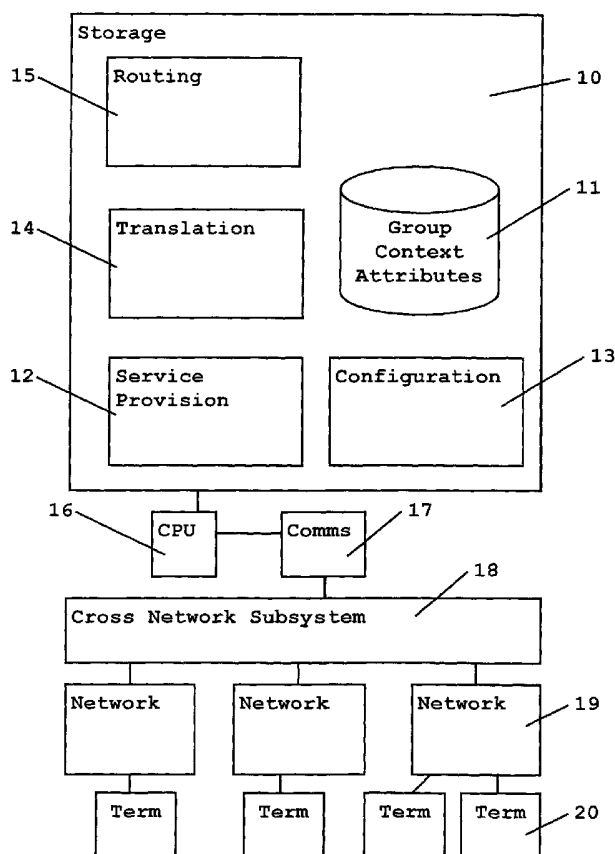 Storage
15
Routing
10
11
14
Translation
Group
Context
Attributes
12
Service
Provision
Configuration
13
16
CPU
Comms
17
18
Cross Network Subsystem
Network
Network
Network
19
Term
Term
Term
Term
20